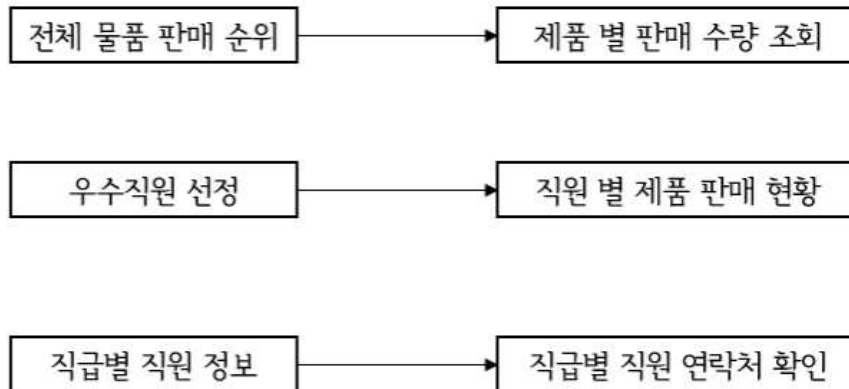 전체 물품 판매 순위
제품 별 판매 수량 조회
우수직원 선정
직원 별 제품 판매 현황
직급별 직원 정보
직급별 직원 연락처 확인